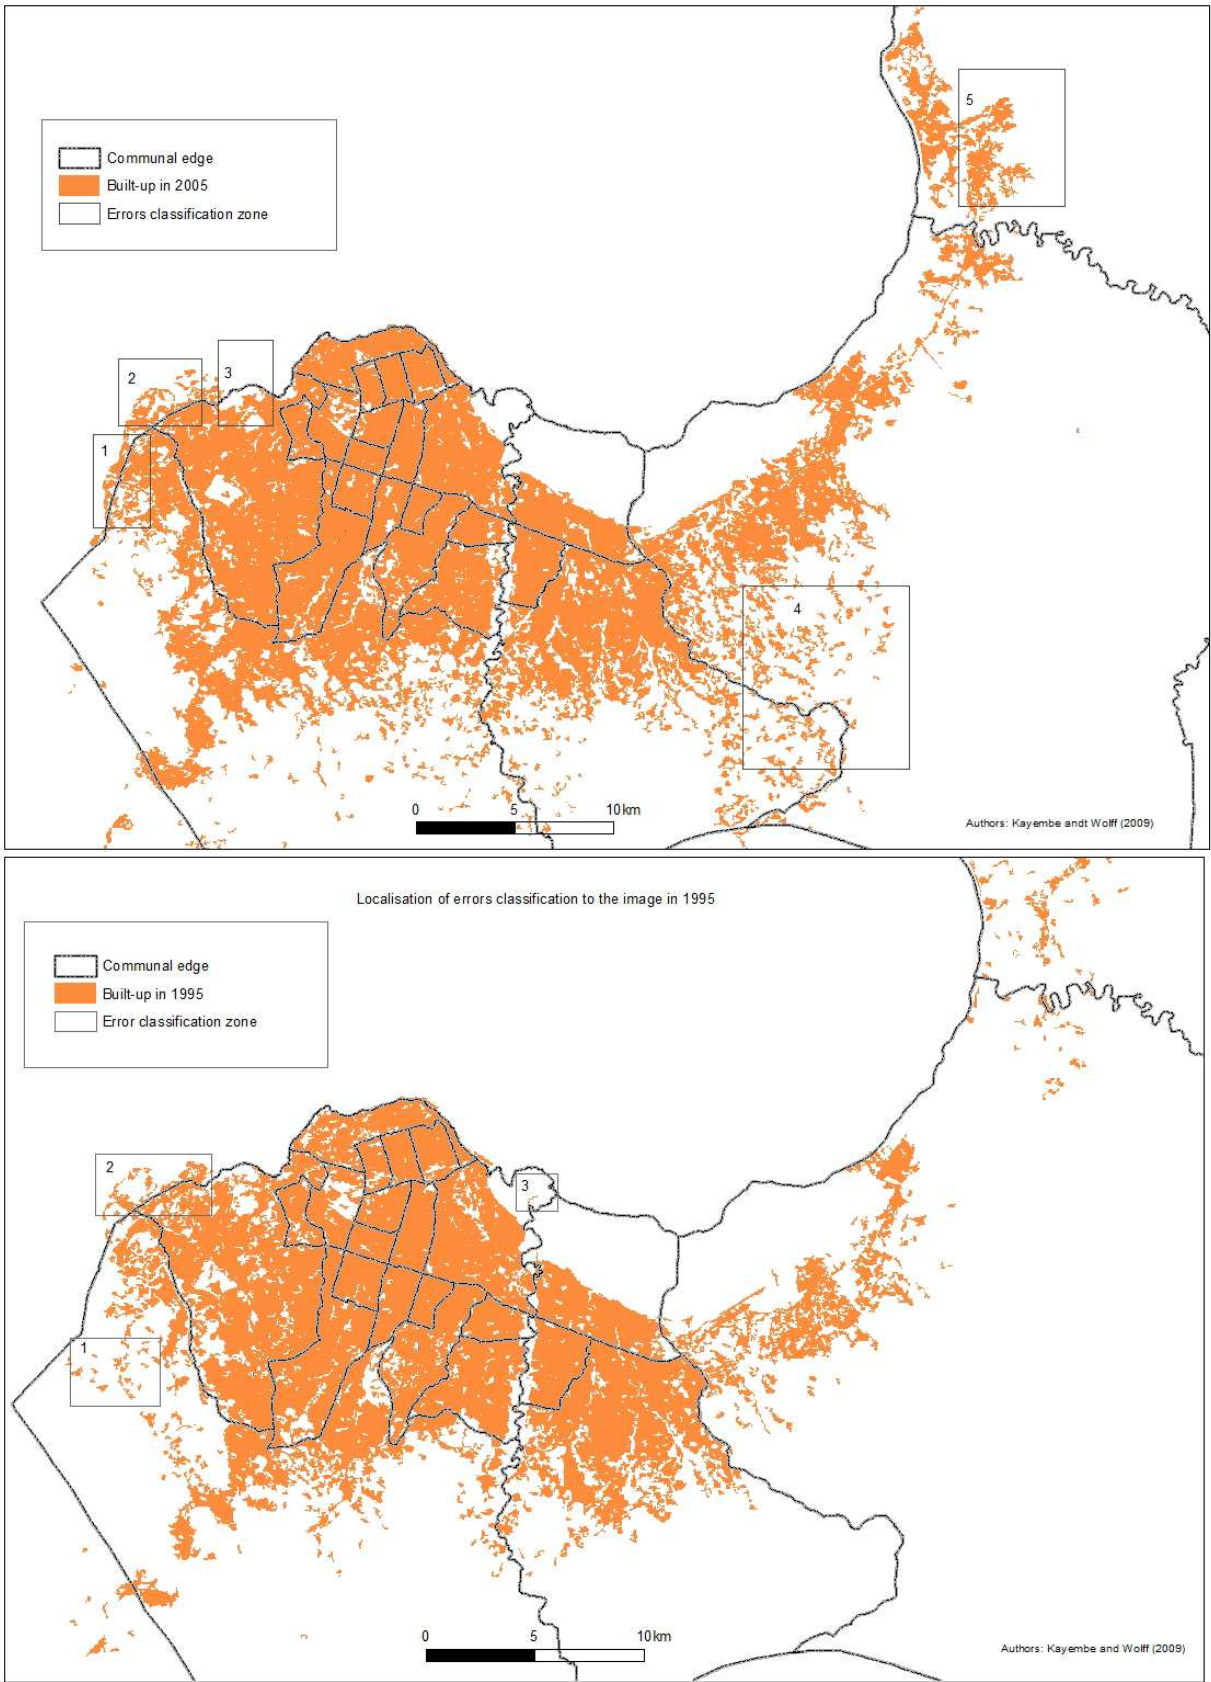 5
Communal edge
Built-up in 2005
Errors classification zone
2
3
1
4
0 5 10km
Authors: Kayembe andt Wolff (2009)
Localisation of errors classification to the image in 1995
Communal edge
Built-up in 1995
Error classification zone
2
3
1
0 5 10km
Authors: Kayembe and Wolff (2009)